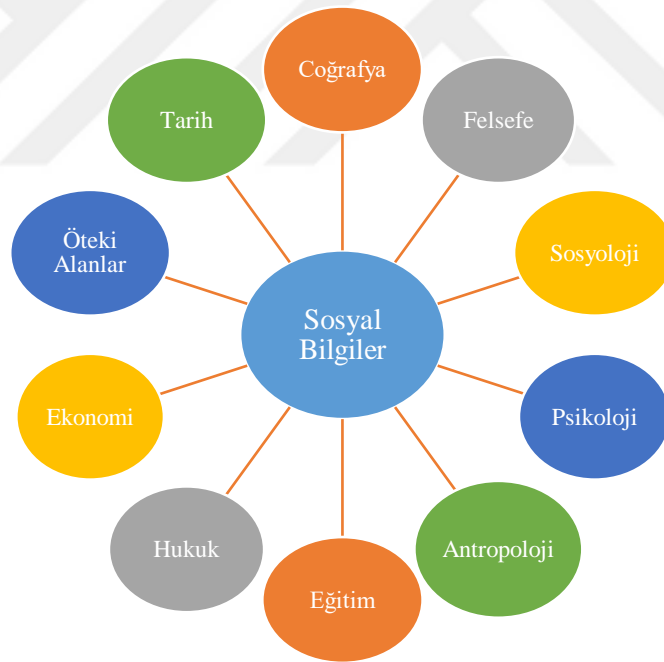 Coğrafya
Tarih
Felsefe
Öteki
Alanlar
Sosyoloji
Sosyal
Bilgiler
Ekonomi
Psikoloji
Hukuk
Antropoloji
Eğitim